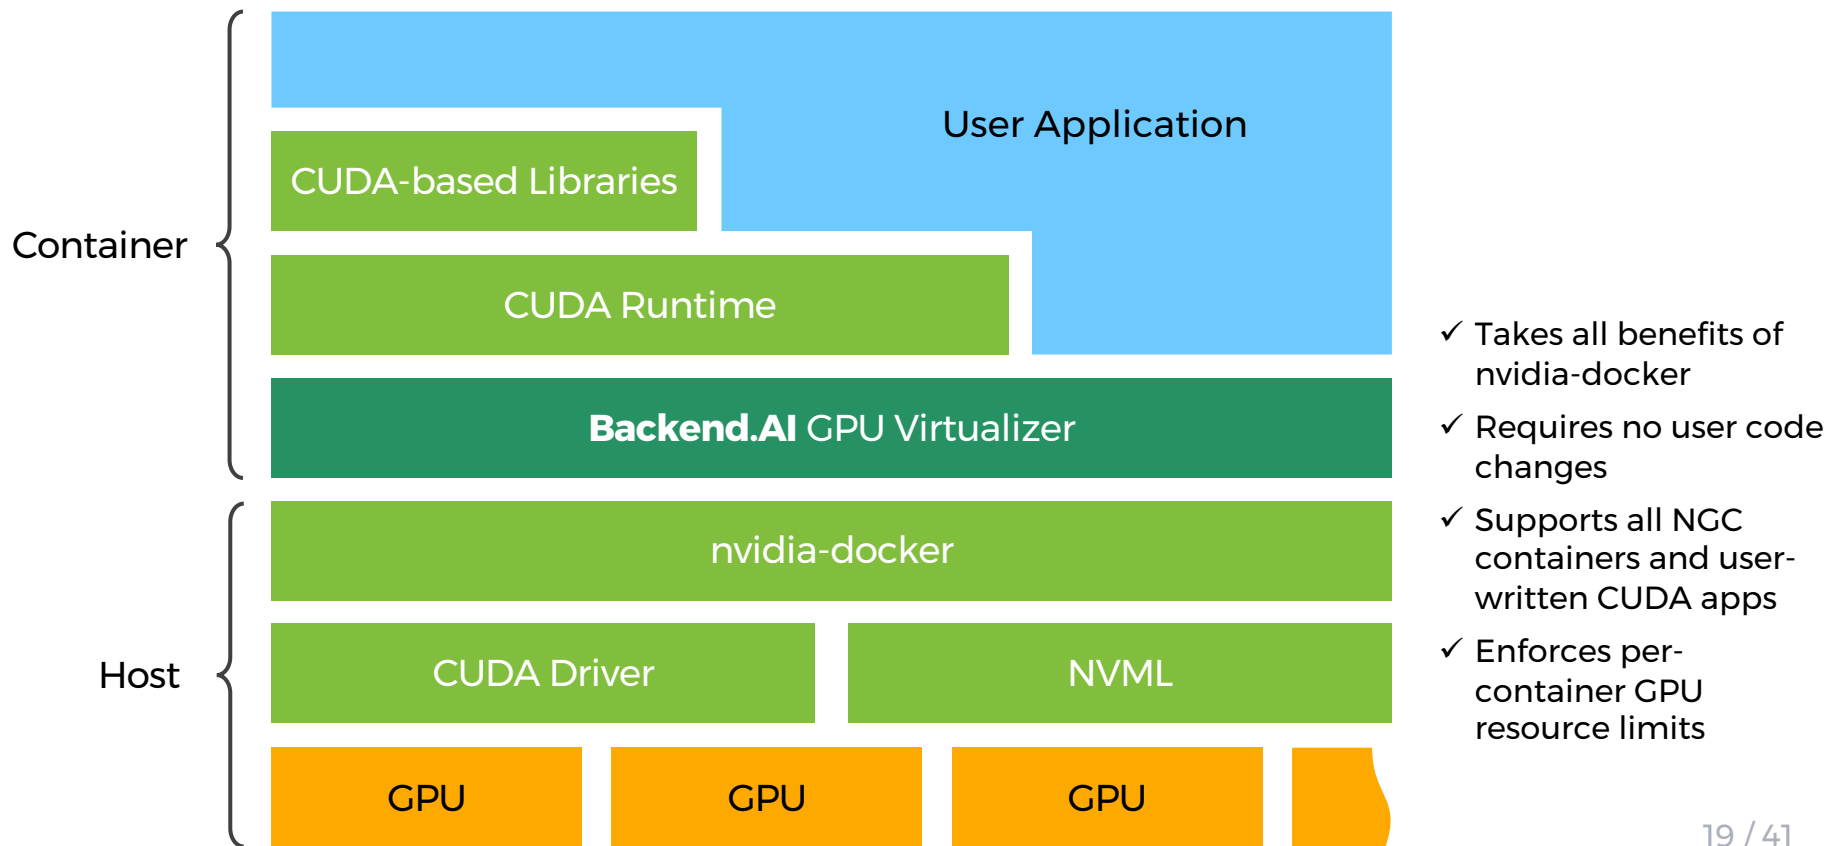 User Application
CUDA-based Libraries
Container
CUDA Runtime
Backend.AI GPU Virtualizer
nvidia-docker
Host
CUDA Driver
NVML
GPU
GPU
GPU
✓ Takes all benefits of
nvidia-docker
✓ Requires no user code
changes
✓ Supports all NGC
containers and user-
written CUDA apps
✓ Enforces per-
container GPU
resource limits
19 / 41